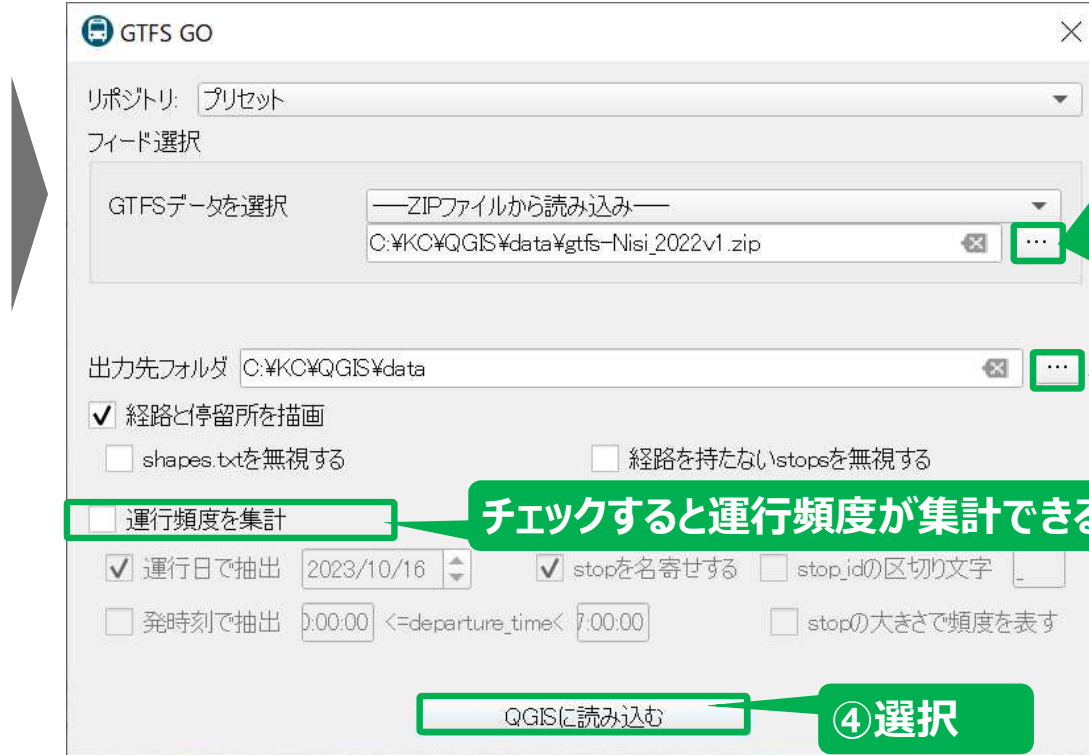 GTFS GO
リポジトリ: プリセット
フィード選択
GTFSデータを選択 ──ZIPファイルから読み込み──
C:¥KC¥QGIS¥data¥gtfs-Nisi_2022v1.zip ...
出力先フォルダ C:¥KC¥QGIS¥data ...
経路と停留所を描画
shapes.txtを無視する 経路を持たないstopsを無視する
運行頻度を集計 チェックすると運行頻度が集計できる
運行日で抽出 2023/10/16 stopを名寄せする stop_idの区切り文字 _
発時刻で抽出 0:00:00 <=departure_time< 7:00:00 stopの大きさで頻度を表す
QGISに読み込む ④選択